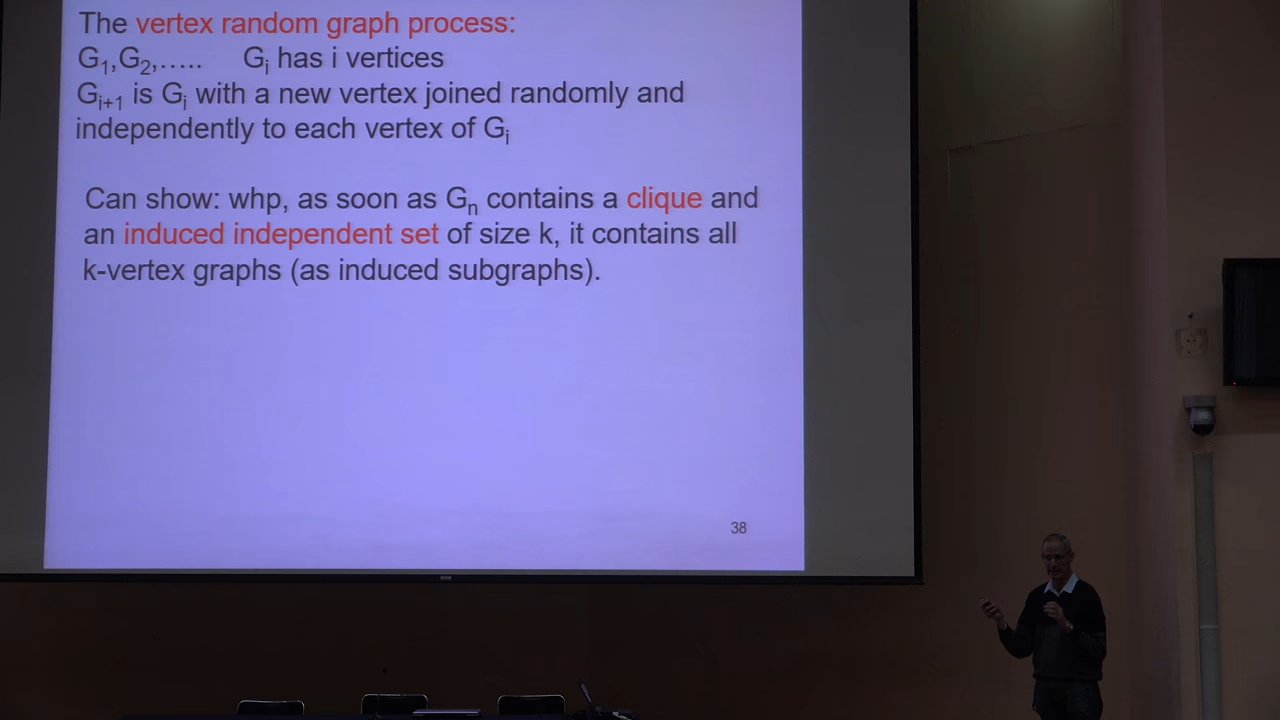 The vertex random graph process:
G₁,G₂,..... Gᵢ has i vertices
Gᵢ₊₁ is Gᵢ with a new vertex joined randomly and
independently to each vertex of Gᵢ
Can show: whp, as soon as Gₙ contains a clique and
an induced independent set of size k, it contains all
k-vertex graphs (as induced subgraphs).
38